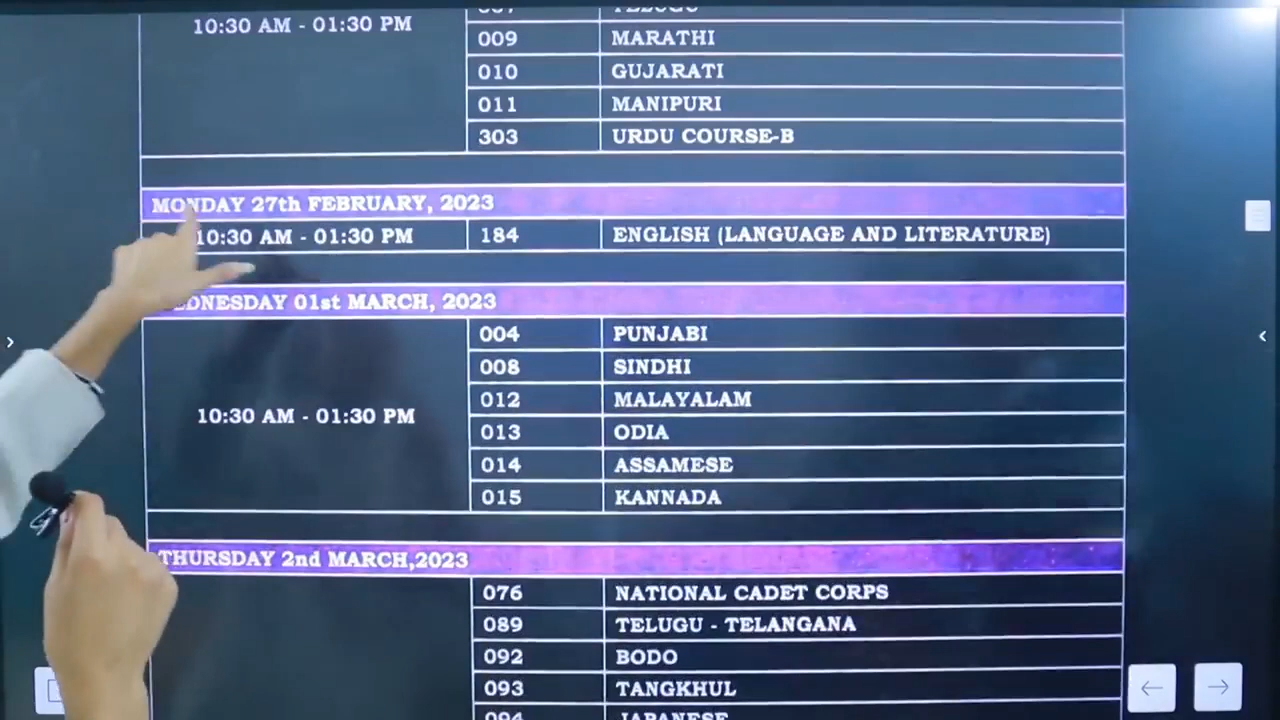 10:30 AM - 01:30 PM
009 MARATHI
010 GUJARATI
011 MANIPURI
303 URDU COURSE-B
MONDAY 27th FEBRUARY, 2023
10:30 AM - 01:30 PM 184 ENGLISH (LANGUAGE AND LITERATURE)
WEDNESDAY 01st MARCH, 2023
004 PUNJABI
008 SINDHI
012 MALAYALAM
10:30 AM - 01:30 PM
013 ODIA
014 ASSAMESE
015 KANNADA
THURSDAY 2nd MARCH,2023
076 NATIONAL CADET CORPS
089 TELUGU - TELANGANA
092 BODO
093 TANGKHUL
094 JAPANESE